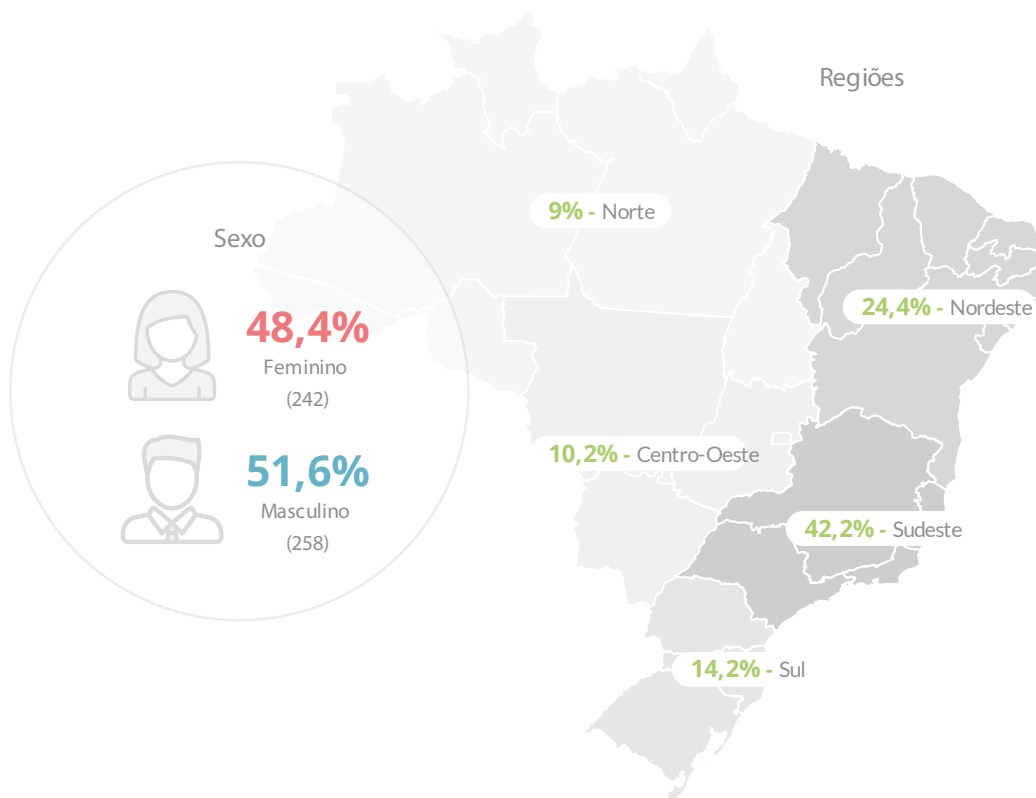 Regiões
9% - Norte
Sexo
24,4% - Nordeste
48,4%
Feminino
(242)
10,2% - Centro-Oeste
51,6%
Masculino
(258)
42,2% - Sudeste
14,2% - Sul